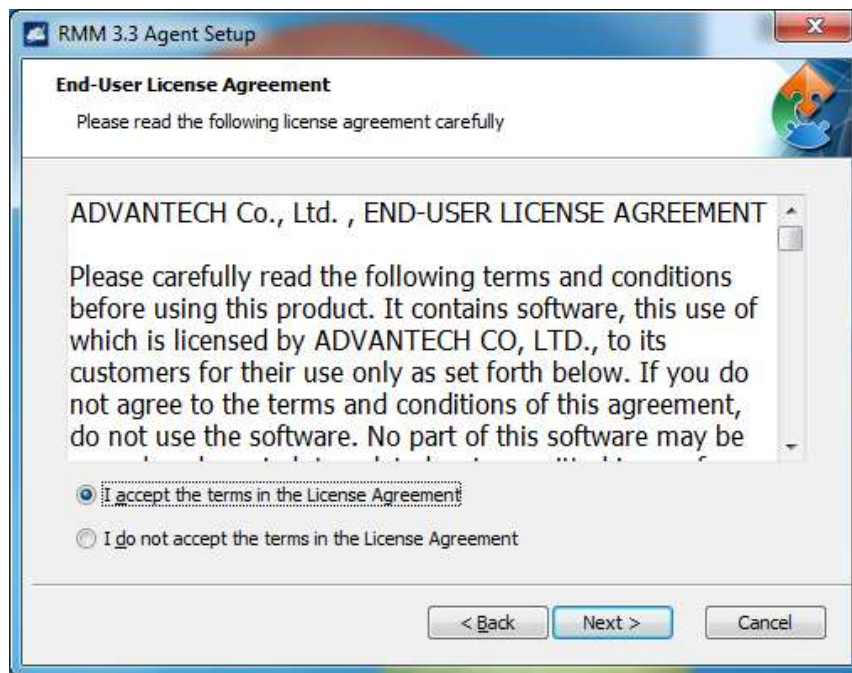 RMM 3.3 Agent Setup
End-User License Agreement
Please read the following license agreement carefully
ADVANTECH Co., Ltd. , END-USER LICENSE AGREEMENT
Please carefully read the following terms and conditions
before using this product. It contains software, this use of
which is licensed by ADVANTECH CO, LTD., to its
customers for their use only as set forth below. If you do
not agree to the terms and conditions of this agreement,
do not use the software. No part of this software may be
I accept the terms in the License Agreement
I do not accept the terms in the License Agreement
< Back
Next >
Cancel